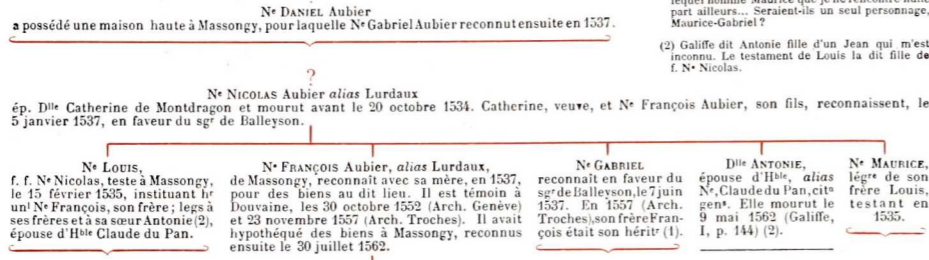 Nᵉ DANIEL Aubier
a possédé une maison haute à Massongy, pour laquelle Nᵉ Gabriel Aubier reconnut ensuite en 1537.
part ailleurs... Seraient-ils un seul personnage,
Maurice-Gabriel ?
(2) Galiffe dit Antonie fille d'un Jean qui m'est
inconnu. Le testament de Louis la dit fille de
f. Nᵉ Nicolas.
?
Nᵉ NICOLAS Aubier alias Lurdaux
ép. Dˡˡᵉ Catherine de Montdragon et mourut avant le 20 octobre 1534. Catherine, veuve, et Nᵉ François Aubier, son fils, reconnaissent, le
5 janvier 1537, en faveur du sgʳ de Balleyson.
Nᵉ LOUIS,
f. f. Nᵉ Nicolas, teste à Massongy,
le 15 février 1535, instituant hʳ
unˡ Nᵉ François, son frère ; legs à
ses frères et à sa sœur Antonie (2),
épouse d'Hᵇˡᵉ Claude du Pan.
Nᵉ FRANÇOIS Aubier, alias Lurdaux,
de Massongy, reconnaît avec sa mère, en 1537,
pour des biens au dit lieu. Il est témoin à
Douvaine, les 30 octobre 1552 (Arch. Genève)
et 23 novembre 1557 (Arch. Troches). Il avait
hypothéqué des biens à Massongy, reconnus
ensuite le 30 juillet 1562.
Nᵉ GABRIEL
reconnaît en faveur du
sgʳ de Balleyson, le 7 juin
1537. En 1557 (Arch.
Troches), son frère Fran-
çois était son héritʳ (1).
Dˡˡᵉ ANTONIE,
épouse d'Hᵇˡᵉ, alias
Nᵉ, Claude du Pan, citⁿ
genˢ. Elle mourut le
9 mai 1562 (Galiffe,
I, p. 144) (2).
Nᵉ MAURICE,
légʳᵉ de son
frère Louis,
testant en
1535.